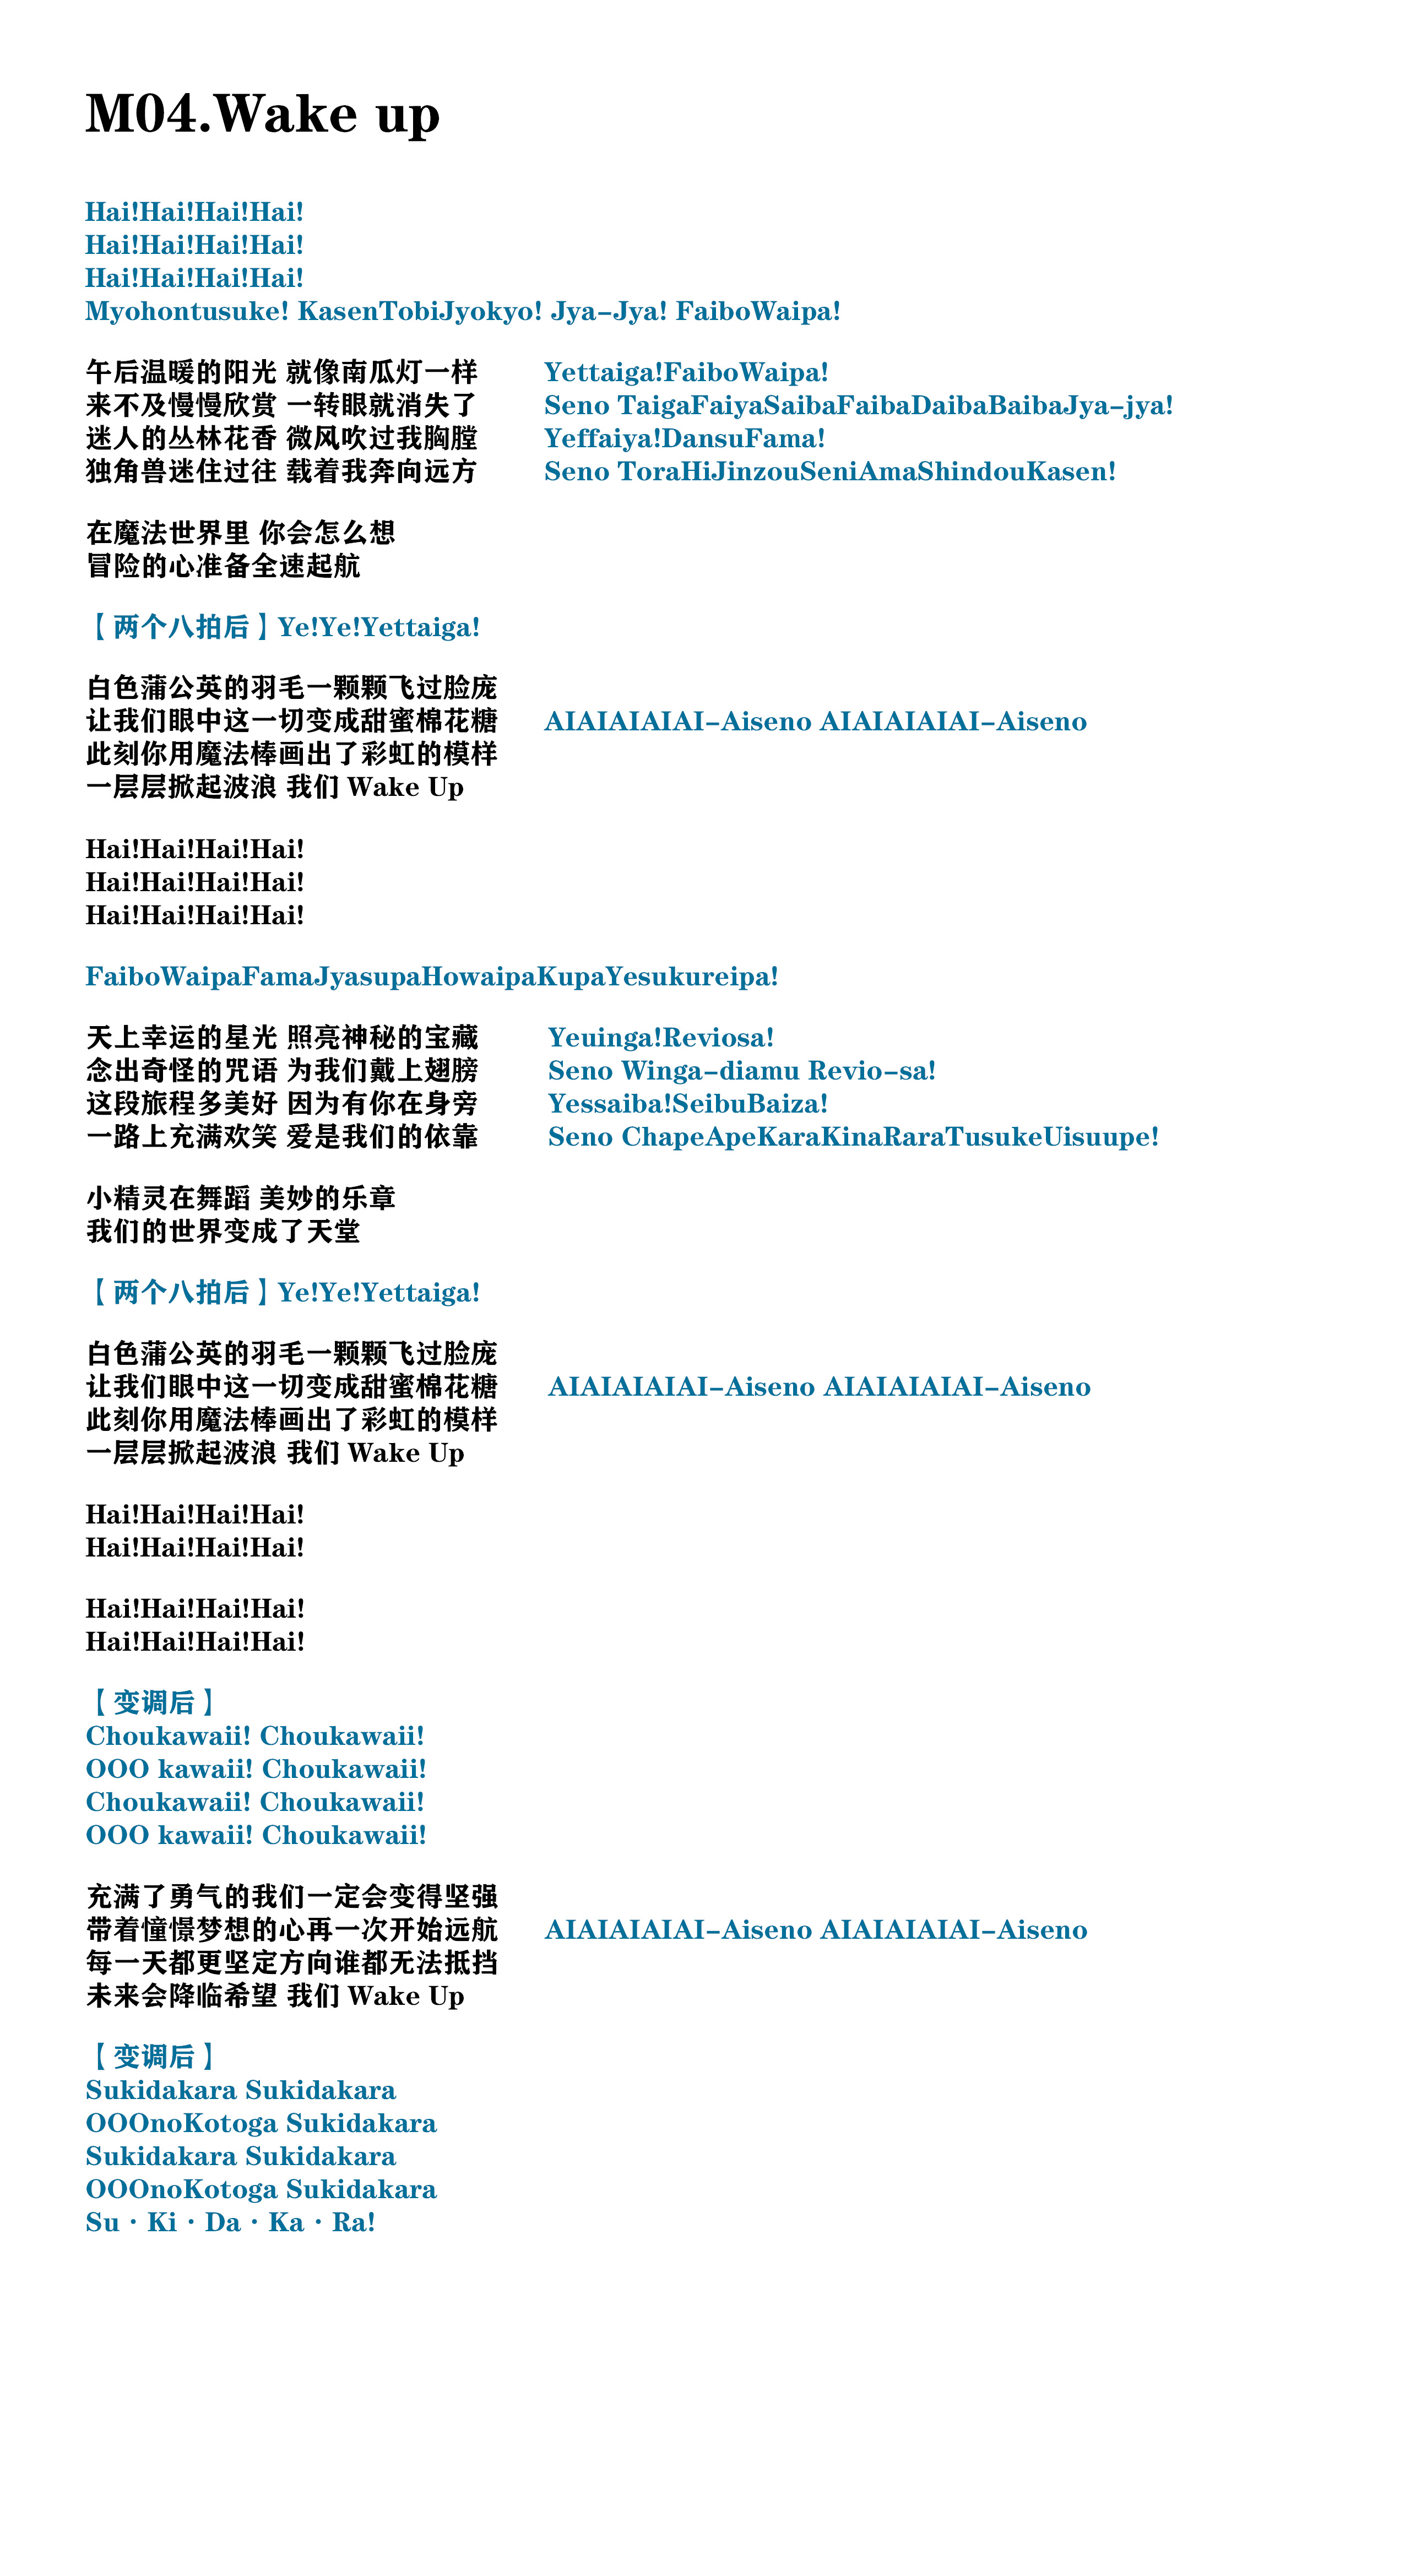 M04.Wake up
Hai!Hai!Hai!Hai!
Hai!Hai!Hai!Hai!
Hai!Hai!Hai!Hai!
Myohontusuke! KasenTobiJyokyo! Jya-Jya! FaiboWaipa!
午后温暖的阳光 就像南瓜灯一样 Yettaiga!FaiboWaipa!
来不及慢慢欣赏 一转眼就消失了 Seno TaigaFaiyaSaibaFaibaDaibaBaibaJya-jya!
迷人的丛林花香 微风吹过我胸膛 Yeffaiya!DansuFama!
独角兽迷住过往 载着我奔向远方 Seno ToraHiJinzouSeniAmaShindouKasen!
在魔法世界里 你会怎么想
冒险的心准备全速起航
【两个八拍后】Ye!Ye!Yettaiga!
白色蒲公英的羽毛一颗颗飞过脸庞
让我们眼中这一切变成甜蜜棉花糖 AIAIAIAIAI-Aiseno AIAIAIAIAI-Aiseno
此刻你用魔法棒画出了彩虹的模样
一层层掀起波浪 我们 Wake Up
Hai!Hai!Hai!Hai!
Hai!Hai!Hai!Hai!
Hai!Hai!Hai!Hai!
FaiboWaipaFamaJyasupaHowaipaKupaYesukureipa!
天上幸运的星光 照亮神秘的宝藏 Yeuinga!Reviosa!
念出奇怪的咒语 为我们戴上翅膀 Seno Winga-diamu Revio-sa!
这段旅程多美好 因为有你在身旁 Yessaiba!SeibuBaiza!
一路上充满欢笑 爱是我们的依靠 Seno ChapeApeKaraKinaRaraTusukeUisuupe!
小精灵在舞蹈 美妙的乐章
我们的世界变成了天堂
【两个八拍后】Ye!Ye!Yettaiga!
白色蒲公英的羽毛一颗颗飞过脸庞
让我们眼中这一切变成甜蜜棉花糖 AIAIAIAIAI-Aiseno AIAIAIAIAI-Aiseno
此刻你用魔法棒画出了彩虹的模样
一层层掀起波浪 我们 Wake Up
Hai!Hai!Hai!Hai!
Hai!Hai!Hai!Hai!
Hai!Hai!Hai!Hai!
Hai!Hai!Hai!Hai!
【变调后】
Choukawaii! Choukawaii!
OOO kawaii! Choukawaii!
Choukawaii! Choukawaii!
OOO kawaii! Choukawaii!
充满了勇气的我们一定会变得坚强
带着憧憬梦想的心再一次开始远航 AIAIAIAIAI-Aiseno AIAIAIAIAI-Aiseno
每一天都更坚定方向谁都无法抵挡
未来会降临希望 我们 Wake Up
【变调后】
Sukidakara Sukidakara
OOOnoKotoga Sukidakara
Sukidakara Sukidakara
OOOnoKotoga Sukidakara
Su · Ki · Da · Ka · Ra!